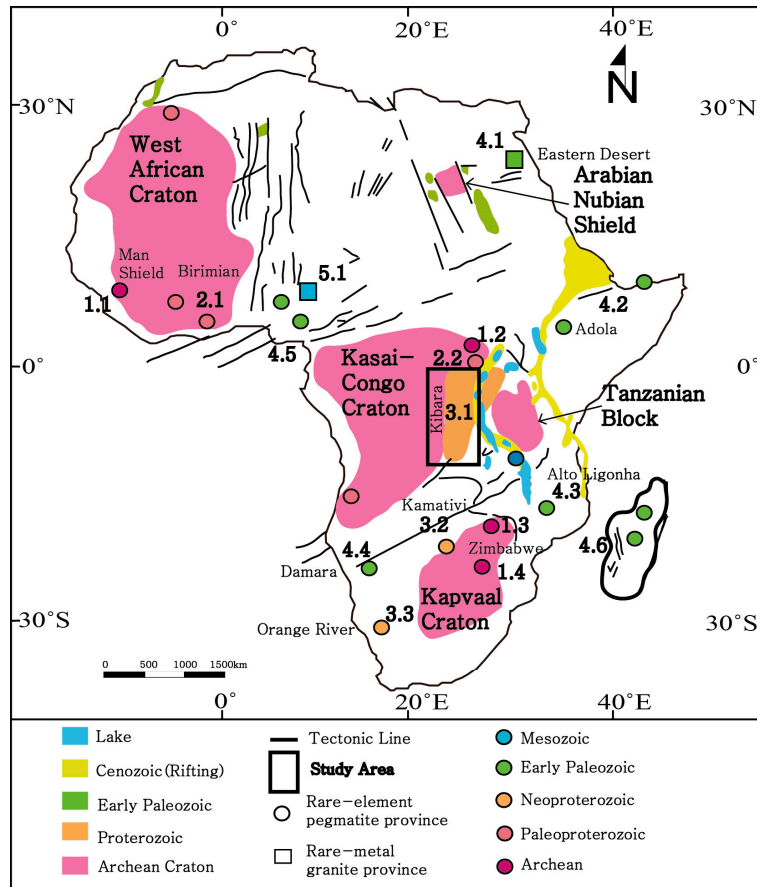 0°
20°E
40°E
30°N
30°N
N
West
African
Craton
4.1
Eastern Desert
Arabian
Nubian
Shield
Man
Shield
Birimian
1.1
2.1
5.1
4.2
Adola
4.5
1.2
2.2
0°
0°
Kasai-
Congo
Craton
Kibara
3.1
Tanzanian
Block
Alto Ligonha
4.3
Kamativi
3.2
1.3
Zimbabwe
4.6
4.4
Damara
1.4
Kapvaal
Craton
3.3
Orange River
30°S
30°S
0 500 1000 1500km
0°
20°E
40°E
Lake
Cenozoic (Rifting)
Early Paleozoic
Proterozoic
Archean Craton
Tectonic Line
Study Area
Rare-element
pegmatite province
Rare-metal
granite province
Mesozoic
Early Paleozoic
Neoproterozoic
Paleoproterozoic
Archean